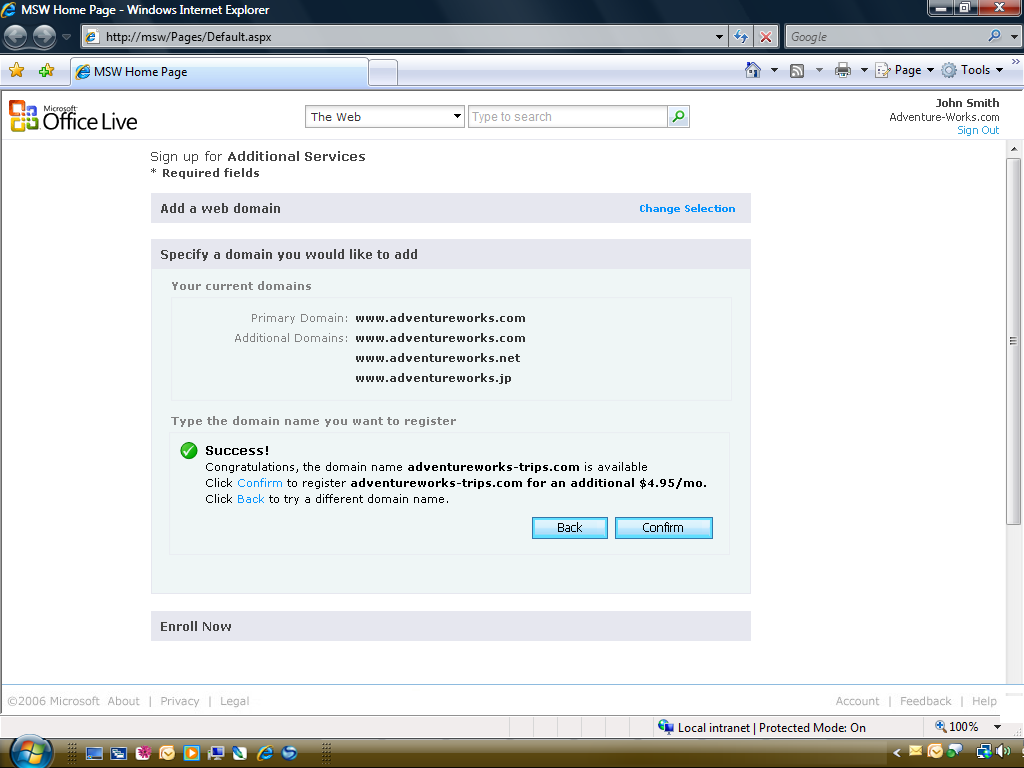 MSW Home Page - Windows Internet Explorer
http://msw/Pages/Default.aspx
Google
MSW Home Page
Page
Tools
Microsoft
Office Live
The Web
Type to search
John Smith
Adventure-Works.com
Sign Out
Sign up for Additional Services
* Required fields
Add a web domain
Change Selection
Specify a domain you would like to add
Your current domains
Primary Domain: www.adventureworks.com
Additional Domains: www.adventureworks.com
www.adventureworks.net
www.adventureworks.jp
Type the domain name you want to register
Success!
Congratulations, the domain name adventureworks-trips.com is available
Click Confirm to register adventureworks-trips.com for an additional $4.95/mo.
Click Back to try a different domain name.
Back
Confirm
Enroll Now
©2006 Microsoft About | Privacy | Legal
Account | Feedback | Help
Local intranet | Protected Mode: On
100%